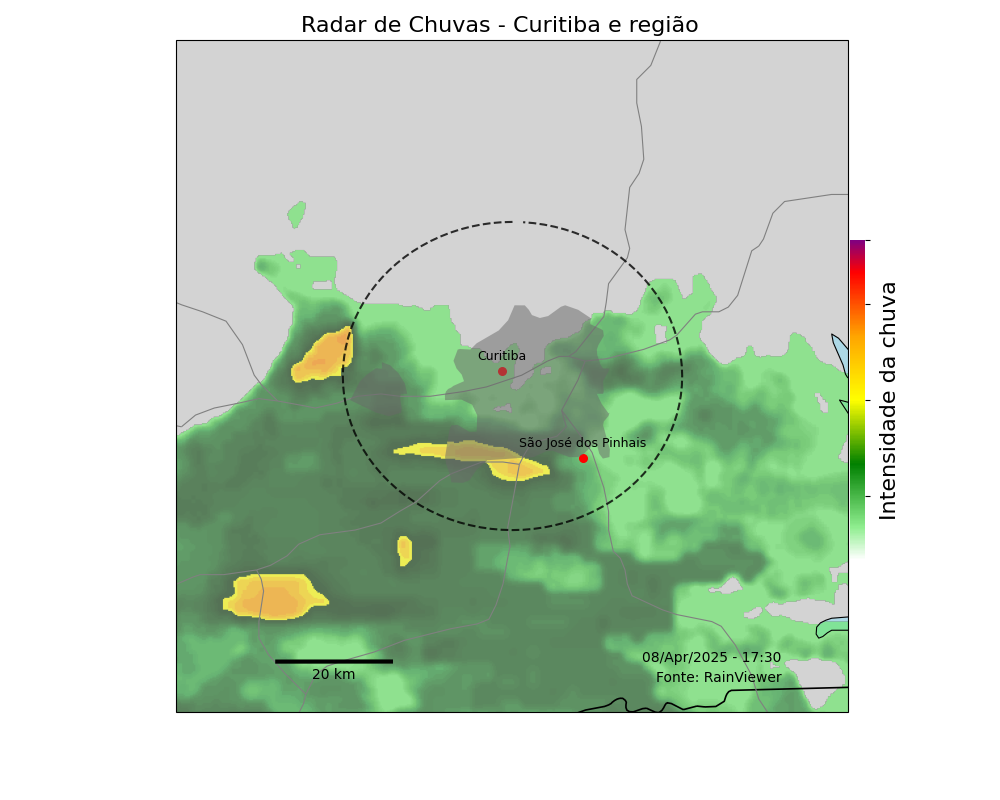 Radar de Chuvas - Curitiba e região
Curitiba
São José dos Pinhais
Intensidade da chuva
08/Apr/2025 - 17:30
Fonte: RainViewer
20 km